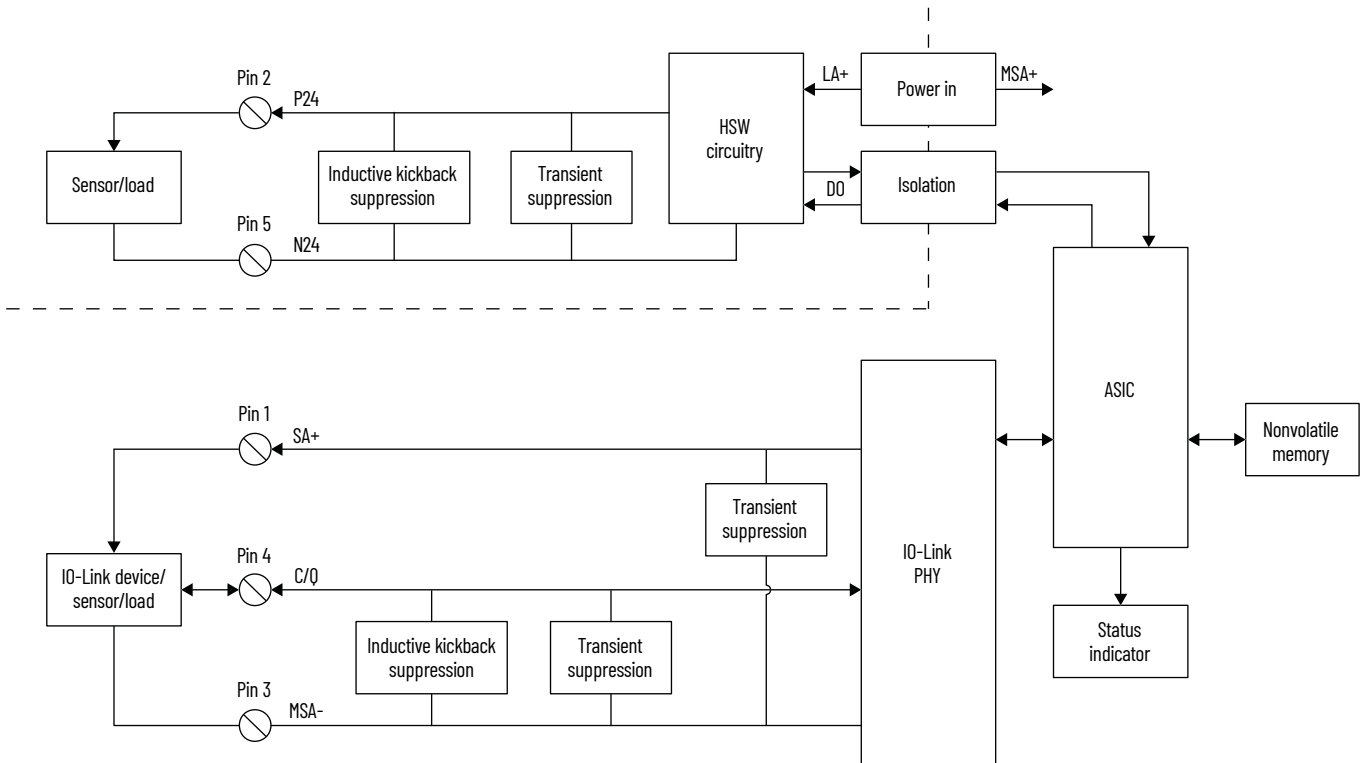 Pin 2
P24
Sensor/load
Inductive kickback
suppression
Transient
suppression
Pin 5
N24
HSW
circuitry
LA+
Power in
MSA+
DO
Isolation
Pin 1
SA+
Transient
suppression
IO-Link
PHY
ASIC
Nonvolatile
memory
IO-Link device/
sensor/load
Pin 4
C/Q
Inductive kickback
suppression
Transient
suppression
Pin 3
MSA-
Status
indicator